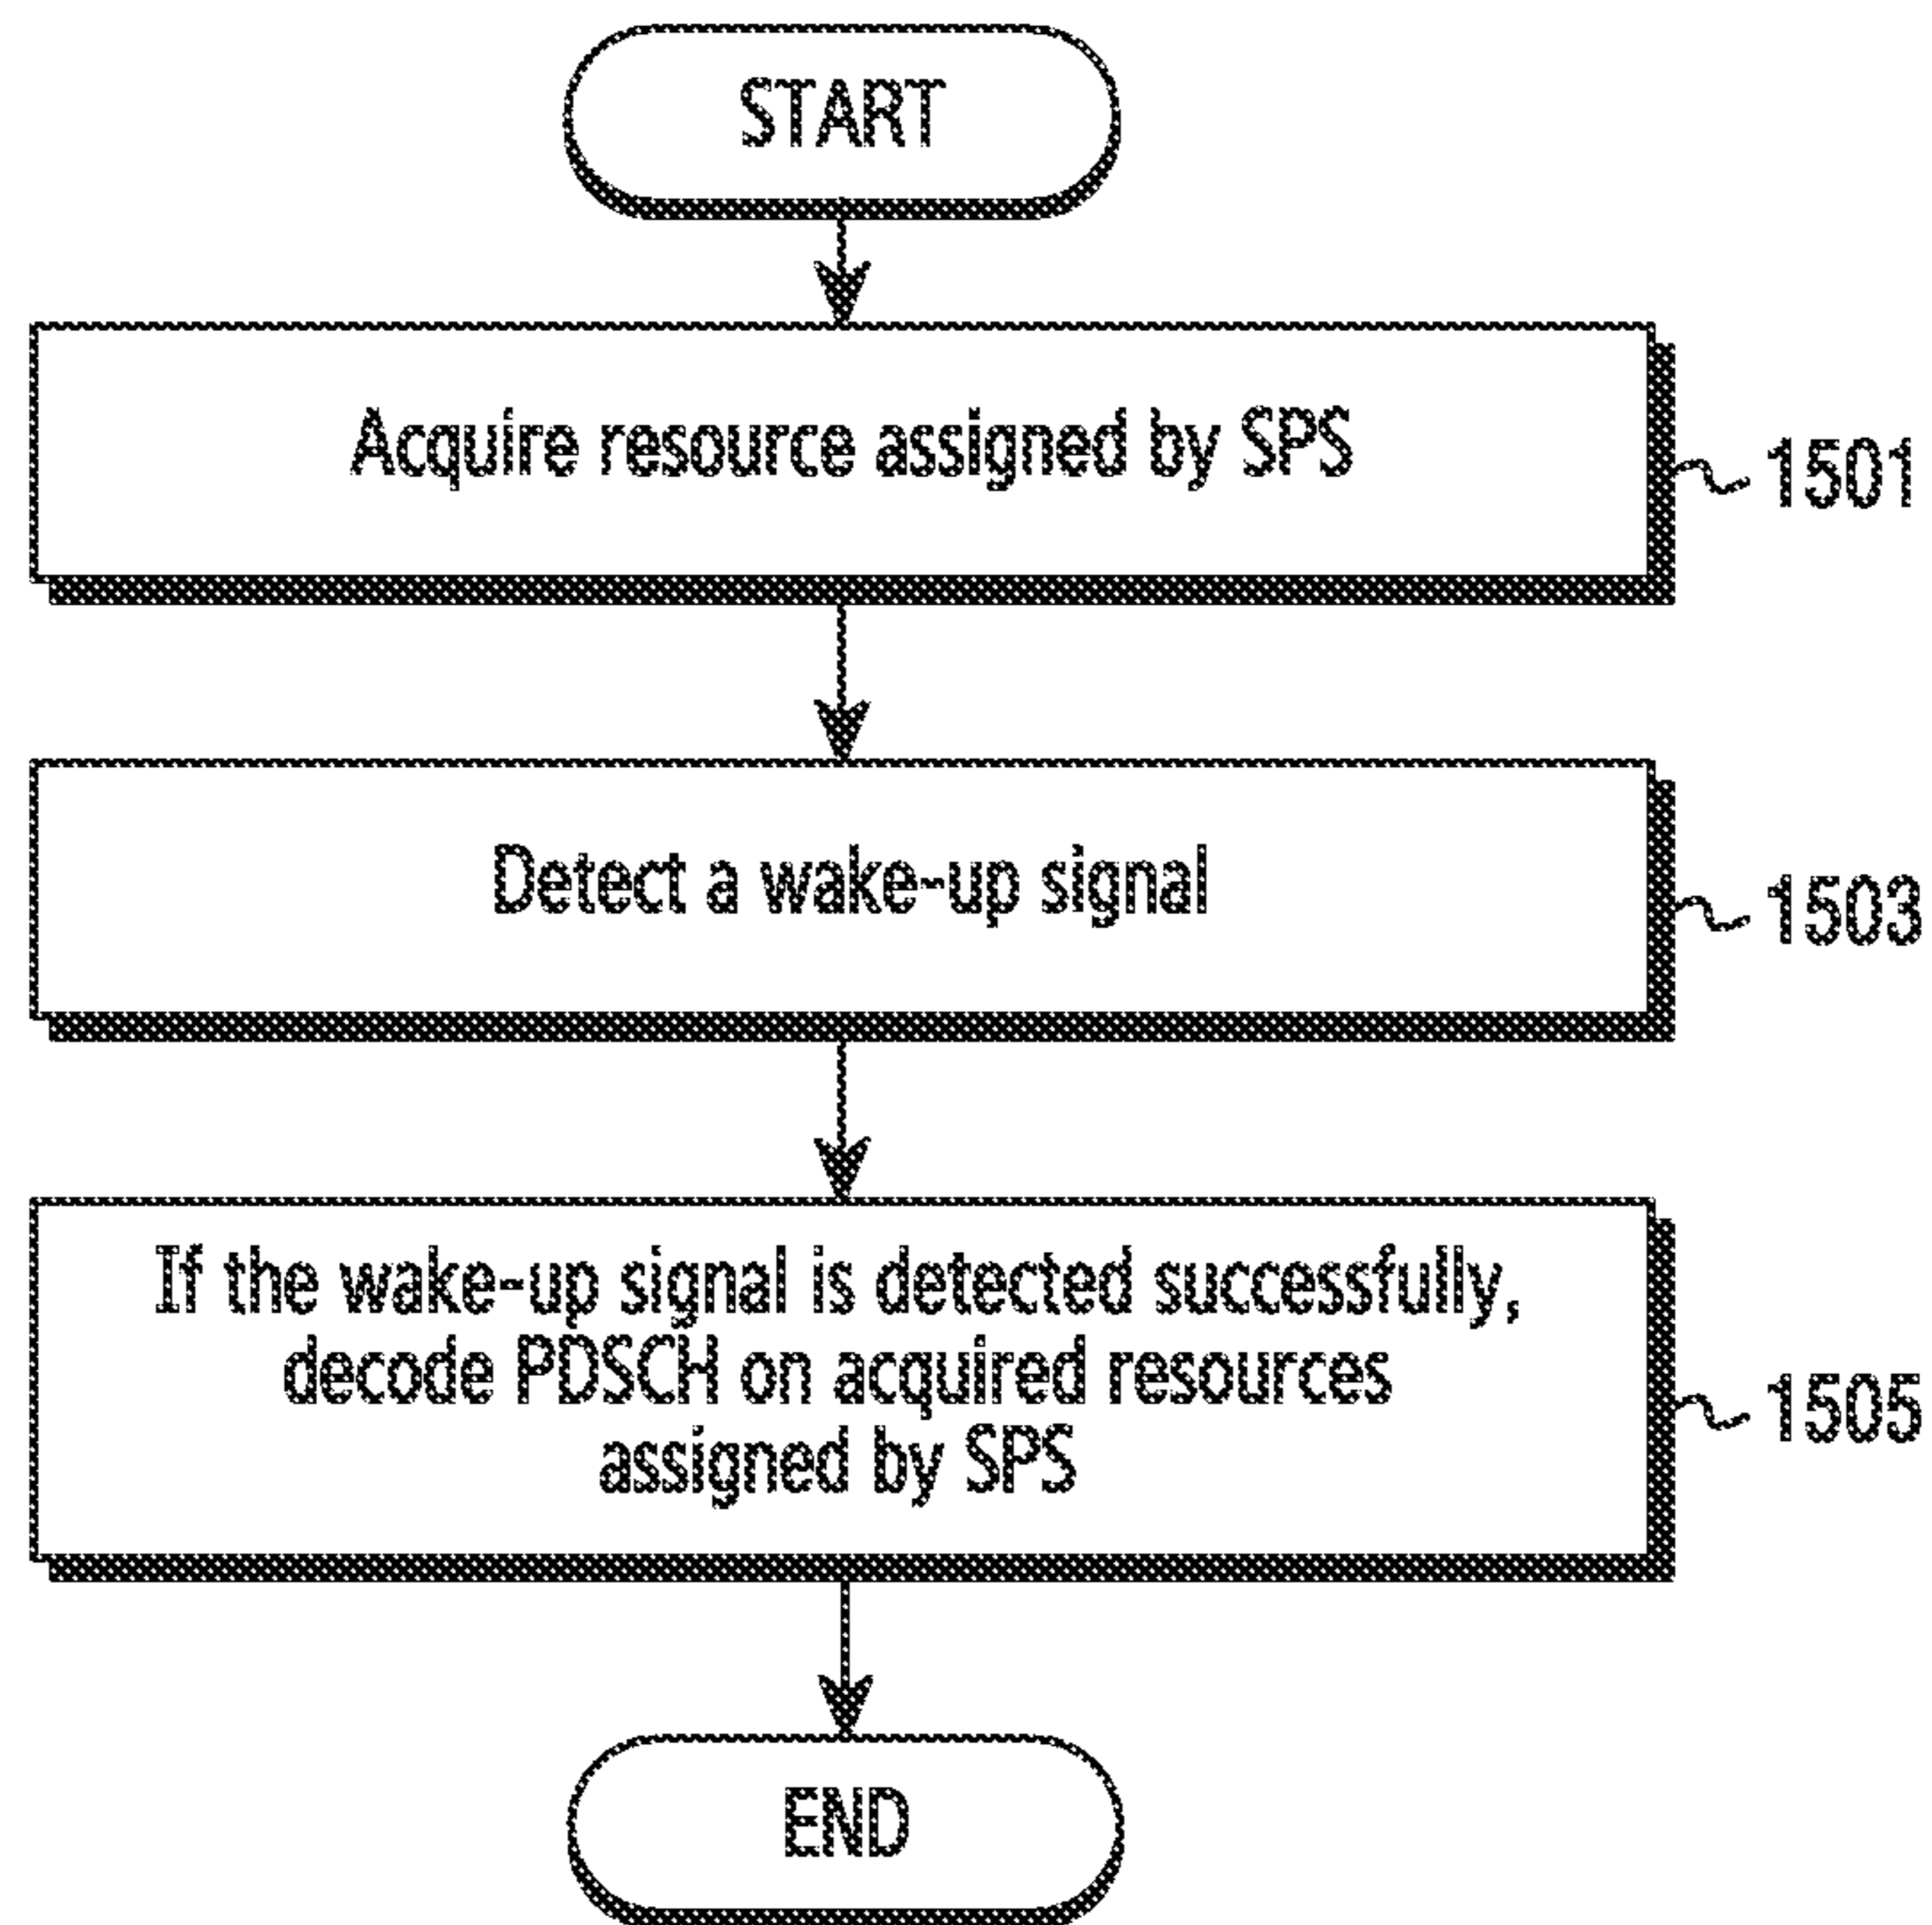 START
Acquire resource assigned by SPS
1501
Detect a wake-up signal
1503
If the wake-up signal is detected successfully,
decode PDSCH on acquired resources
assigned by SPS
1505
END